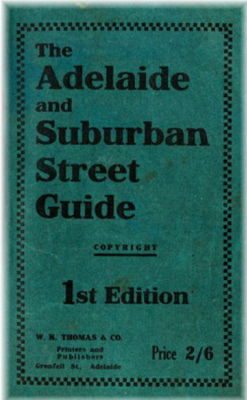 The
Adelaide
and
Suburban
Street
Guide
COPYRIGHT
1st Edition
W. K. THOMAS & CO.
Printers and
Publishers
Grenfell St. Adelaide
Price 2/6